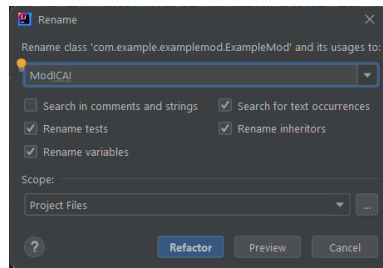 Rename
Rename class 'com.example.examplemod.ExampleMod' and its usages to:
ModICAI
Search in comments and strings
Search for text occurrences
Rename tests
Rename inheritors
Rename variables
Scope:
Project Files
...
?
Refactor
Preview
Cancel